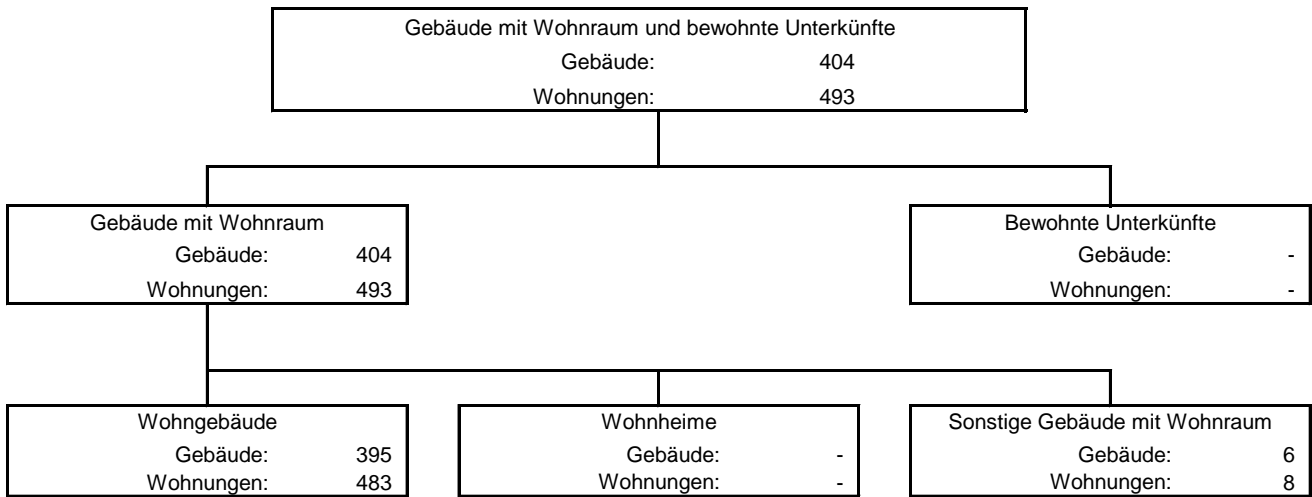 Gebäude mit Wohnraum und bewohnte Unterkünfte
Gebäude: 404
Wohnungen: 493
Gebäude mit Wohnraum
Gebäude: 404
Wohnungen: 493
Bewohnte Unterkünfte
Gebäude: -
Wohnungen: -
Wohngebäude
Gebäude: 395
Wohnungen: 483
Wohnheime
Gebäude: -
Wohnungen: -
Sonstige Gebäude mit Wohnraum
Gebäude: 6
Wohnungen: 8